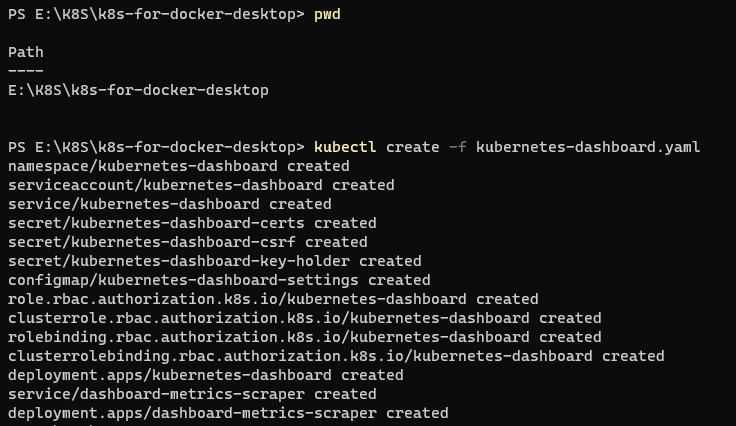 PS E:\K8S\k8s-for-docker-desktop> pwd
Path
----
E:\K8S\k8s-for-docker-desktop
PS E:\K8S\k8s-for-docker-desktop> kubectl create -f kubernetes-dashboard.yaml
namespace/kubernetes-dashboard created
serviceaccount/kubernetes-dashboard created
service/kubernetes-dashboard created
secret/kubernetes-dashboard-certs created
secret/kubernetes-dashboard-csrf created
secret/kubernetes-dashboard-key-holder created
configmap/kubernetes-dashboard-settings created
role.rbac.authorization.k8s.io/kubernetes-dashboard created
clusterrole.rbac.authorization.k8s.io/kubernetes-dashboard created
rolebinding.rbac.authorization.k8s.io/kubernetes-dashboard created
clusterrolebinding.rbac.authorization.k8s.io/kubernetes-dashboard created
deployment.apps/kubernetes-dashboard created
service/dashboard-metrics-scraper created
deployment.apps/dashboard-metrics-scraper created